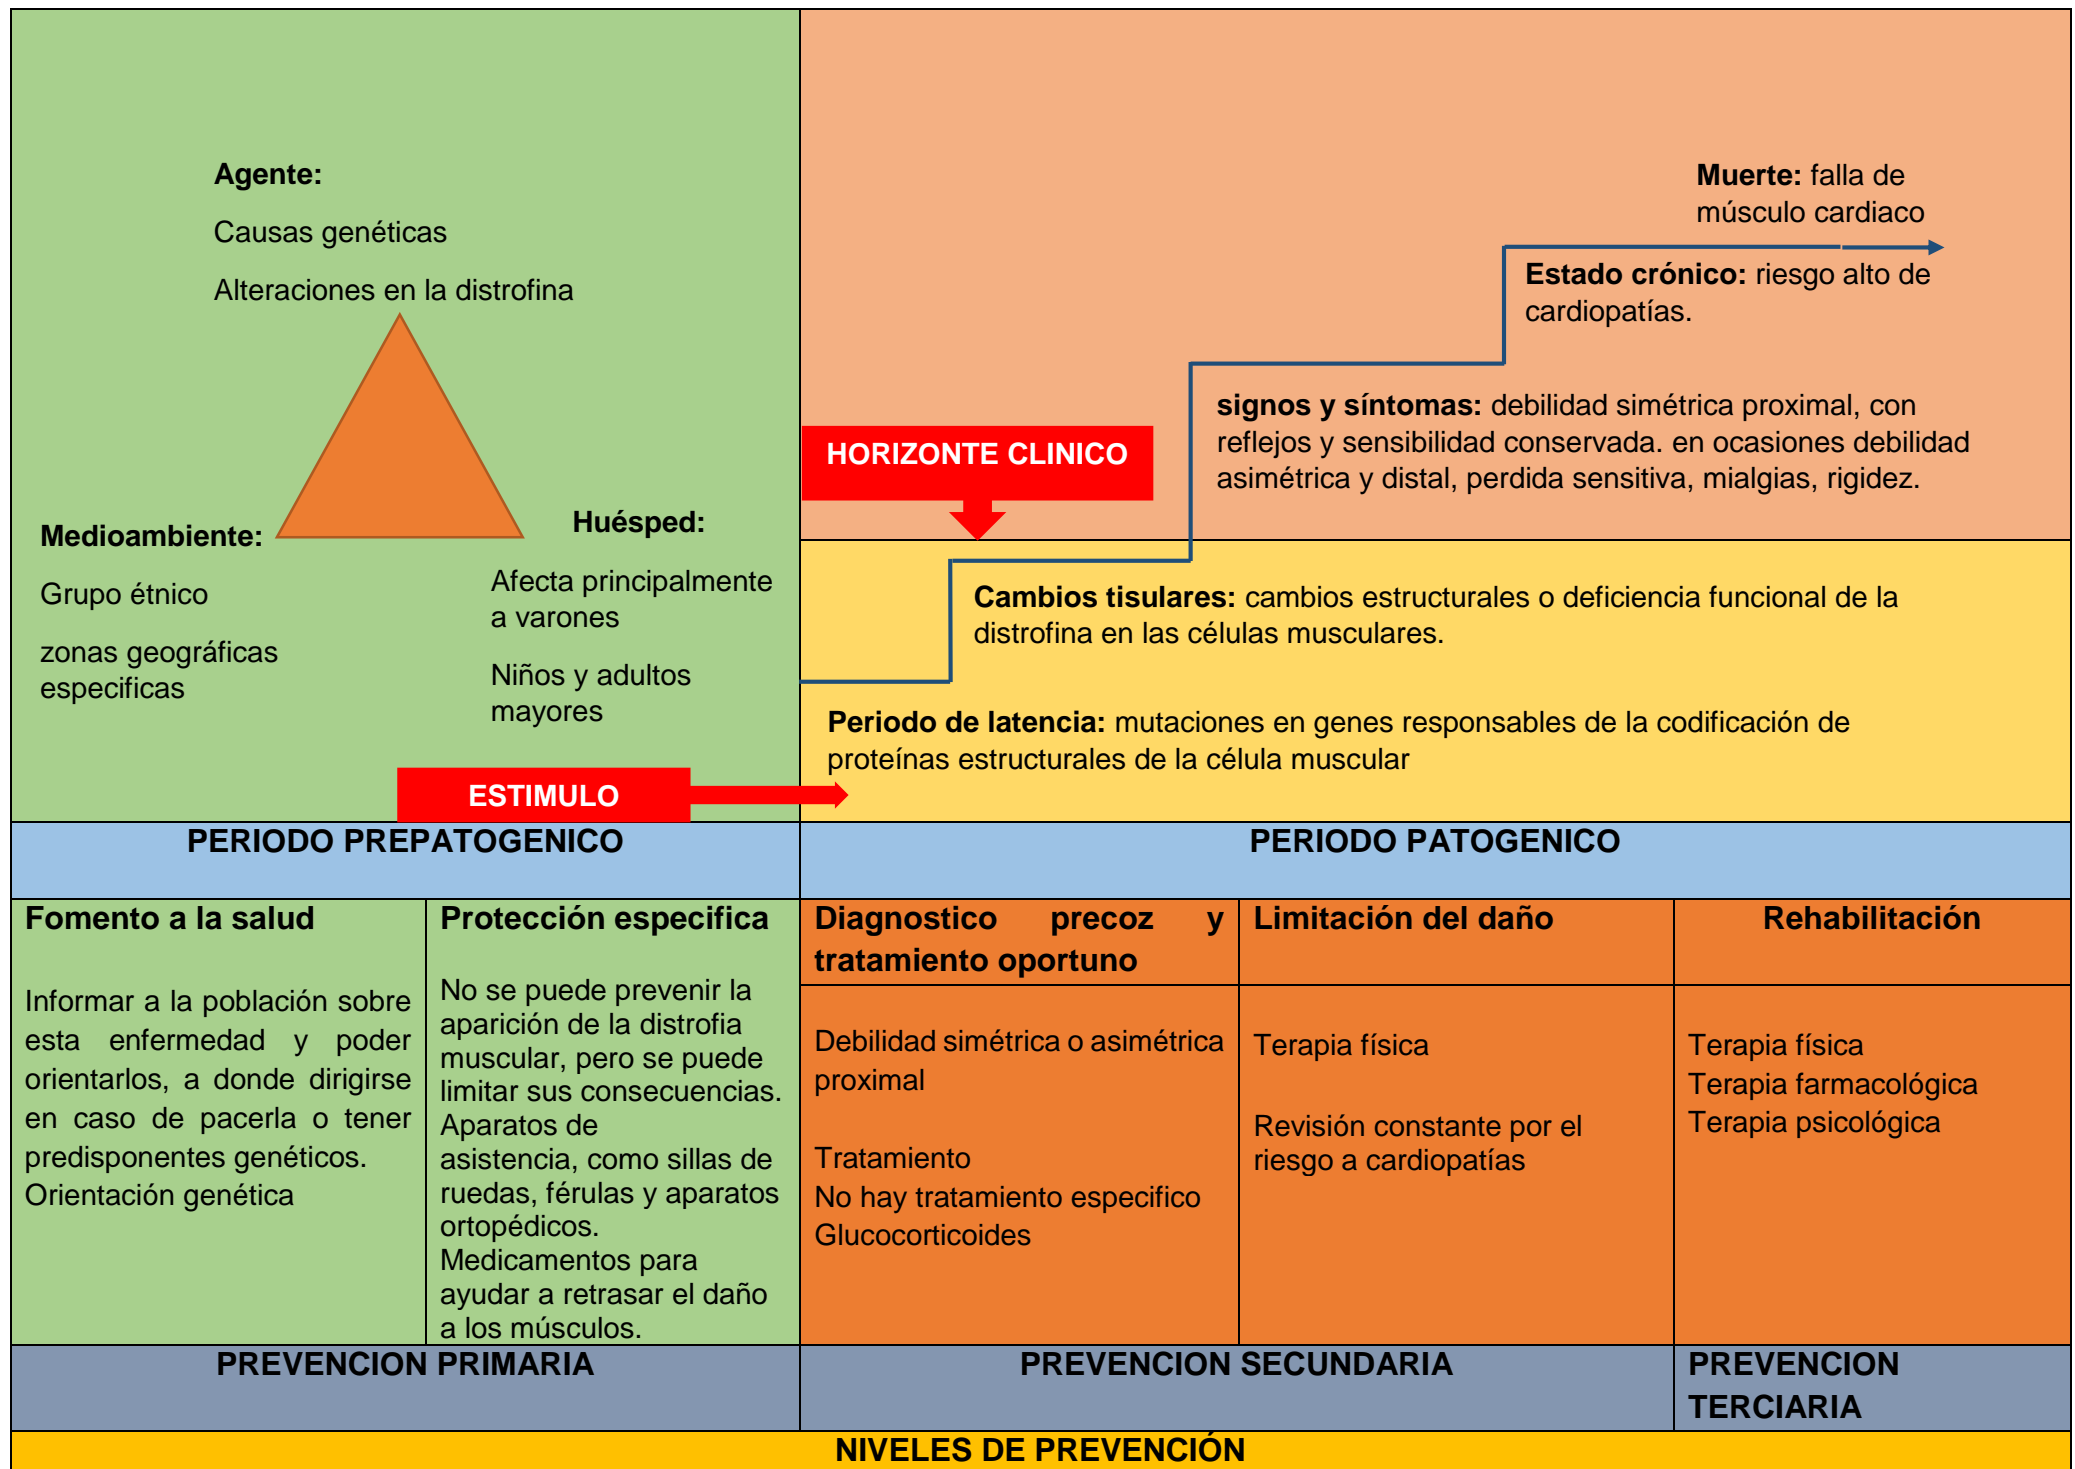 Agente:
Causas genéticas
Alteraciones en la distrofina
Medioambiente:
Grupo étnico
zonas geográficas
especificas
Huésped:
Afecta principalmente
a varones
Niños y adultos
mayores
ESTIMULO
Muerte: falla de
músculo cardiaco
Estado crónico: riesgo alto de
cardiopatías.
signos y síntomas: debilidad simétrica proximal, con
reflejos y sensibilidad conservada. en ocasiones debilidad
asimétrica y distal, perdida sensitiva, mialgias, rigidez.
HORIZONTE CLINICO
Cambios tisulares: cambios estructurales o deficiencia funcional de la
distrofina en las células musculares.
Periodo de latencia: mutaciones en genes responsables de la codificación de
proteínas estructurales de la célula muscular
PERIODO PREPATOGENICO
PERIODO PATOGENICO
Fomento a la salud
Informar a la población sobre
esta enfermedad y poder
orientarlos, a donde dirigirse
en caso de pacerla o tener
predisponentes genéticos.
Orientación genética
Protección especifica
No se puede prevenir la
aparición de la distrofia
muscular, pero se puede
limitar sus consecuencias.
Aparatos de
asistencia, como sillas de
ruedas, férulas y aparatos
ortopédicos.
Medicamentos para
ayudar a retrasar el daño
a los músculos.
Diagnostico precoz y
tratamiento oportuno
Debilidad simétrica o asimétrica
proximal
Tratamiento
No hay tratamiento especifico
Glucocorticoides
Limitación del daño
Terapia física
Revisión constante por el
riesgo a cardiopatías
Rehabilitación
Terapia física
Terapia farmacológica
Terapia psicológica
PREVENCION PRIMARIA
PREVENCION SECUNDARIA
PREVENCION
TERCIARIA
NIVELES DE PREVENCIÓN